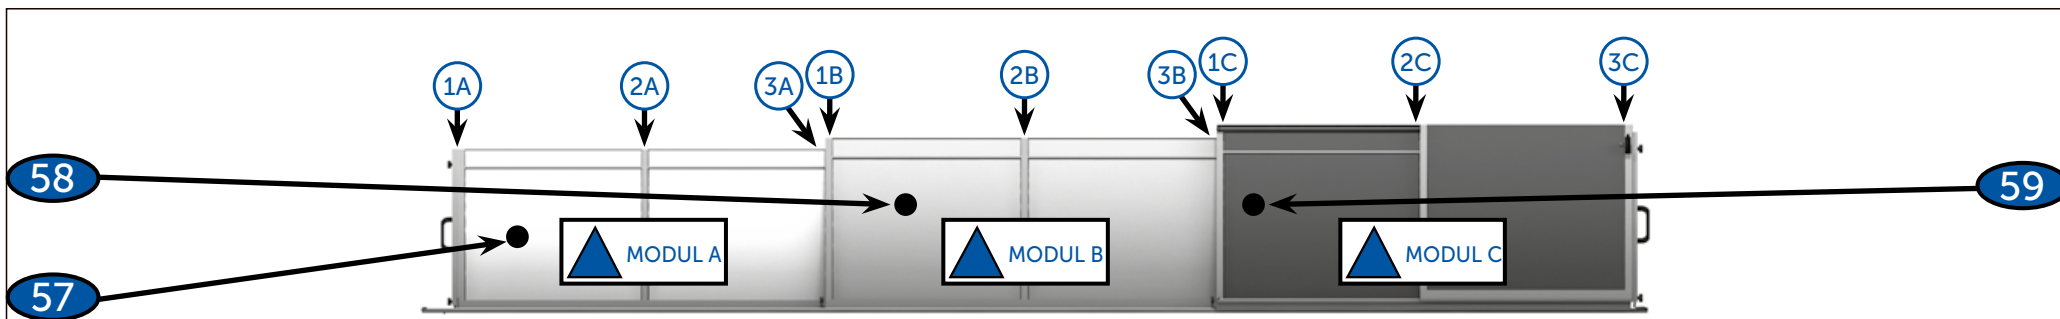 1A
2A
3A
1B
2B
3B
1C
2C
3C
58
59
57
MODUL A
MODUL B
MODUL C